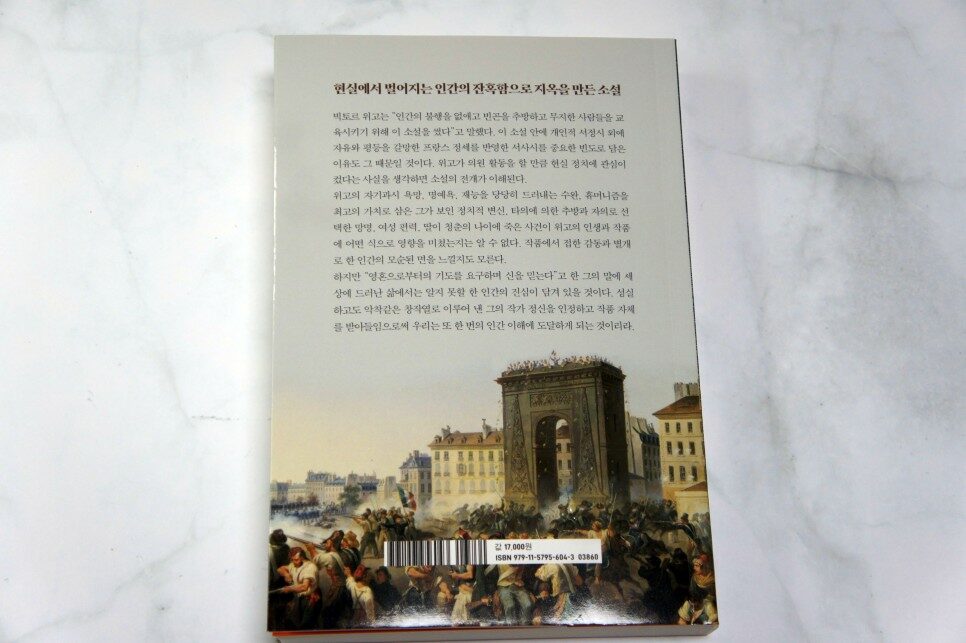 현실에서 벌어지는 인간의 잔혹함으로 지옥을 만든 소설
빅토르 위고는 "인간의 불행을 없애고 빈곤을 추방하고 무지한 사람들을 교
육시키기 위해 이 소설을 썼다"고 말했다. 이 소설 안에 개인적 서정시 외에
자유와 평등을 갈망한 프랑스 정세를 반영한 서사시를 중요한 빈도로 담은
이유도 그 때문일 것이다. 위고가 의원 활동을 할 만큼 현실 정치에 관심이
컸다는 사실을 생각하면 소설의 전개가 이해된다.
위고의 자기과시 욕망, 명예욕, 재능을 당당히 드러내는 수완, 휴머니즘을
최고의 가치로 삼은 그가 보인 정치적 변신, 타의에 의한 추방과 자의로 선
택한 망명, 여성 편력, 딸이 청춘의 나이에 죽은 사건이 위고의 인생과 작품
에 어떤 식으로 영향을 미쳤는지는 알 수 없다. 작품에서 접한 감동과 별개
로 한 인간의 모순된 면을 느낄지도 모른다.
하지만 "영혼으로부터의 기도를 요구하며 신을 믿는다"고 한 그의 말에 세
상에 드러난 삶에서는 알지 못할 한 인간의 진심이 담겨 있을 것이다. 성실
하고도 악착같은 창작열로 이루어 낸 그의 작가 정신을 인정하고 작품 자체
를 받아들임으로써 우리는 또 한 번의 인간 이해에 도달하게 되는 것이리라.
값 17,000원
ISBN 979-11-5795-604-3 03860